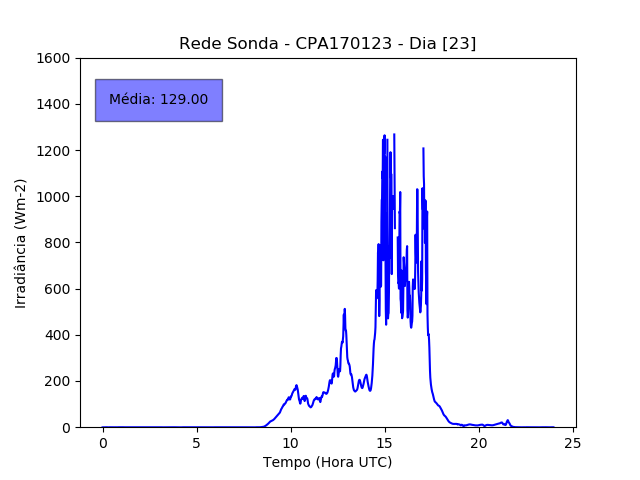 Rede Sonda - CPA170123 - Dia [23]
Média: 129.00
Irradiância (Wm-2)
1600
1400
1200
1000
800
600
400
200
0
0 5 10 15 20 25
Tempo (Hora UTC)